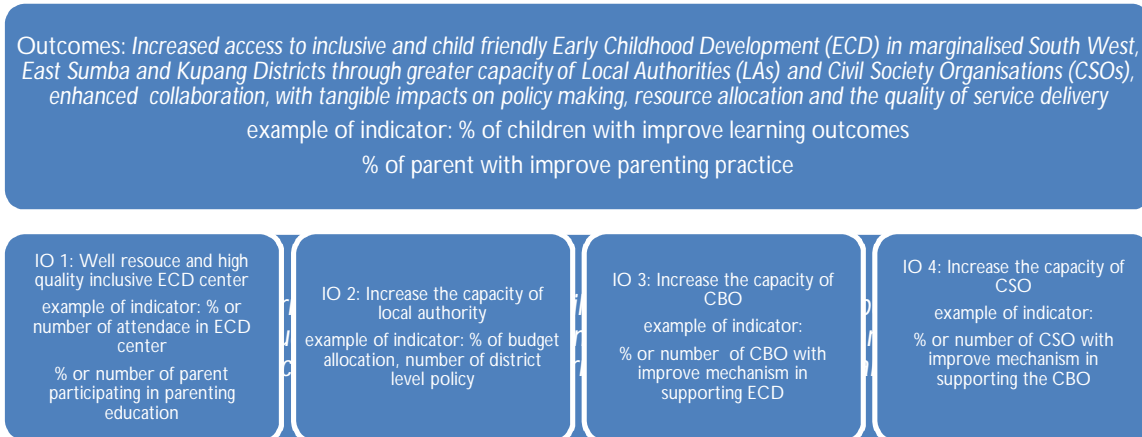 Outcomes: Increased access to inclusive and child friendly Early Childhood Development (ECD) in marginalised South West,
East Sumba and Kupang Districts through greater capacity of Local Authorities (LAs) and Civil Society Organisations (CSOs),
enhanced collaboration, with tangible impacts on policy making, resource allocation and the quality of service delivery
example of indicator: % of children with improve learning outcomes
% of parent with improve parenting practice
IO 1: Well resouce and high
quality inclusive ECD center
example of indicator: % or
number of attendace in ECD
center
% or number of parent
participating in parenting
education
IO 2: Increase the capacity of
local authority
example of indicator: % of budget
allocation, number of district
level policy
IO 3: Increase the capacity of
CBO
example of indicator:
% or number of CBO with
improve mechanism in
supporting ECD
IO 4: Increase the capacity of
CSO
example of indicator:
% or number of CSO with
improve mechanism in
supporting the CBO